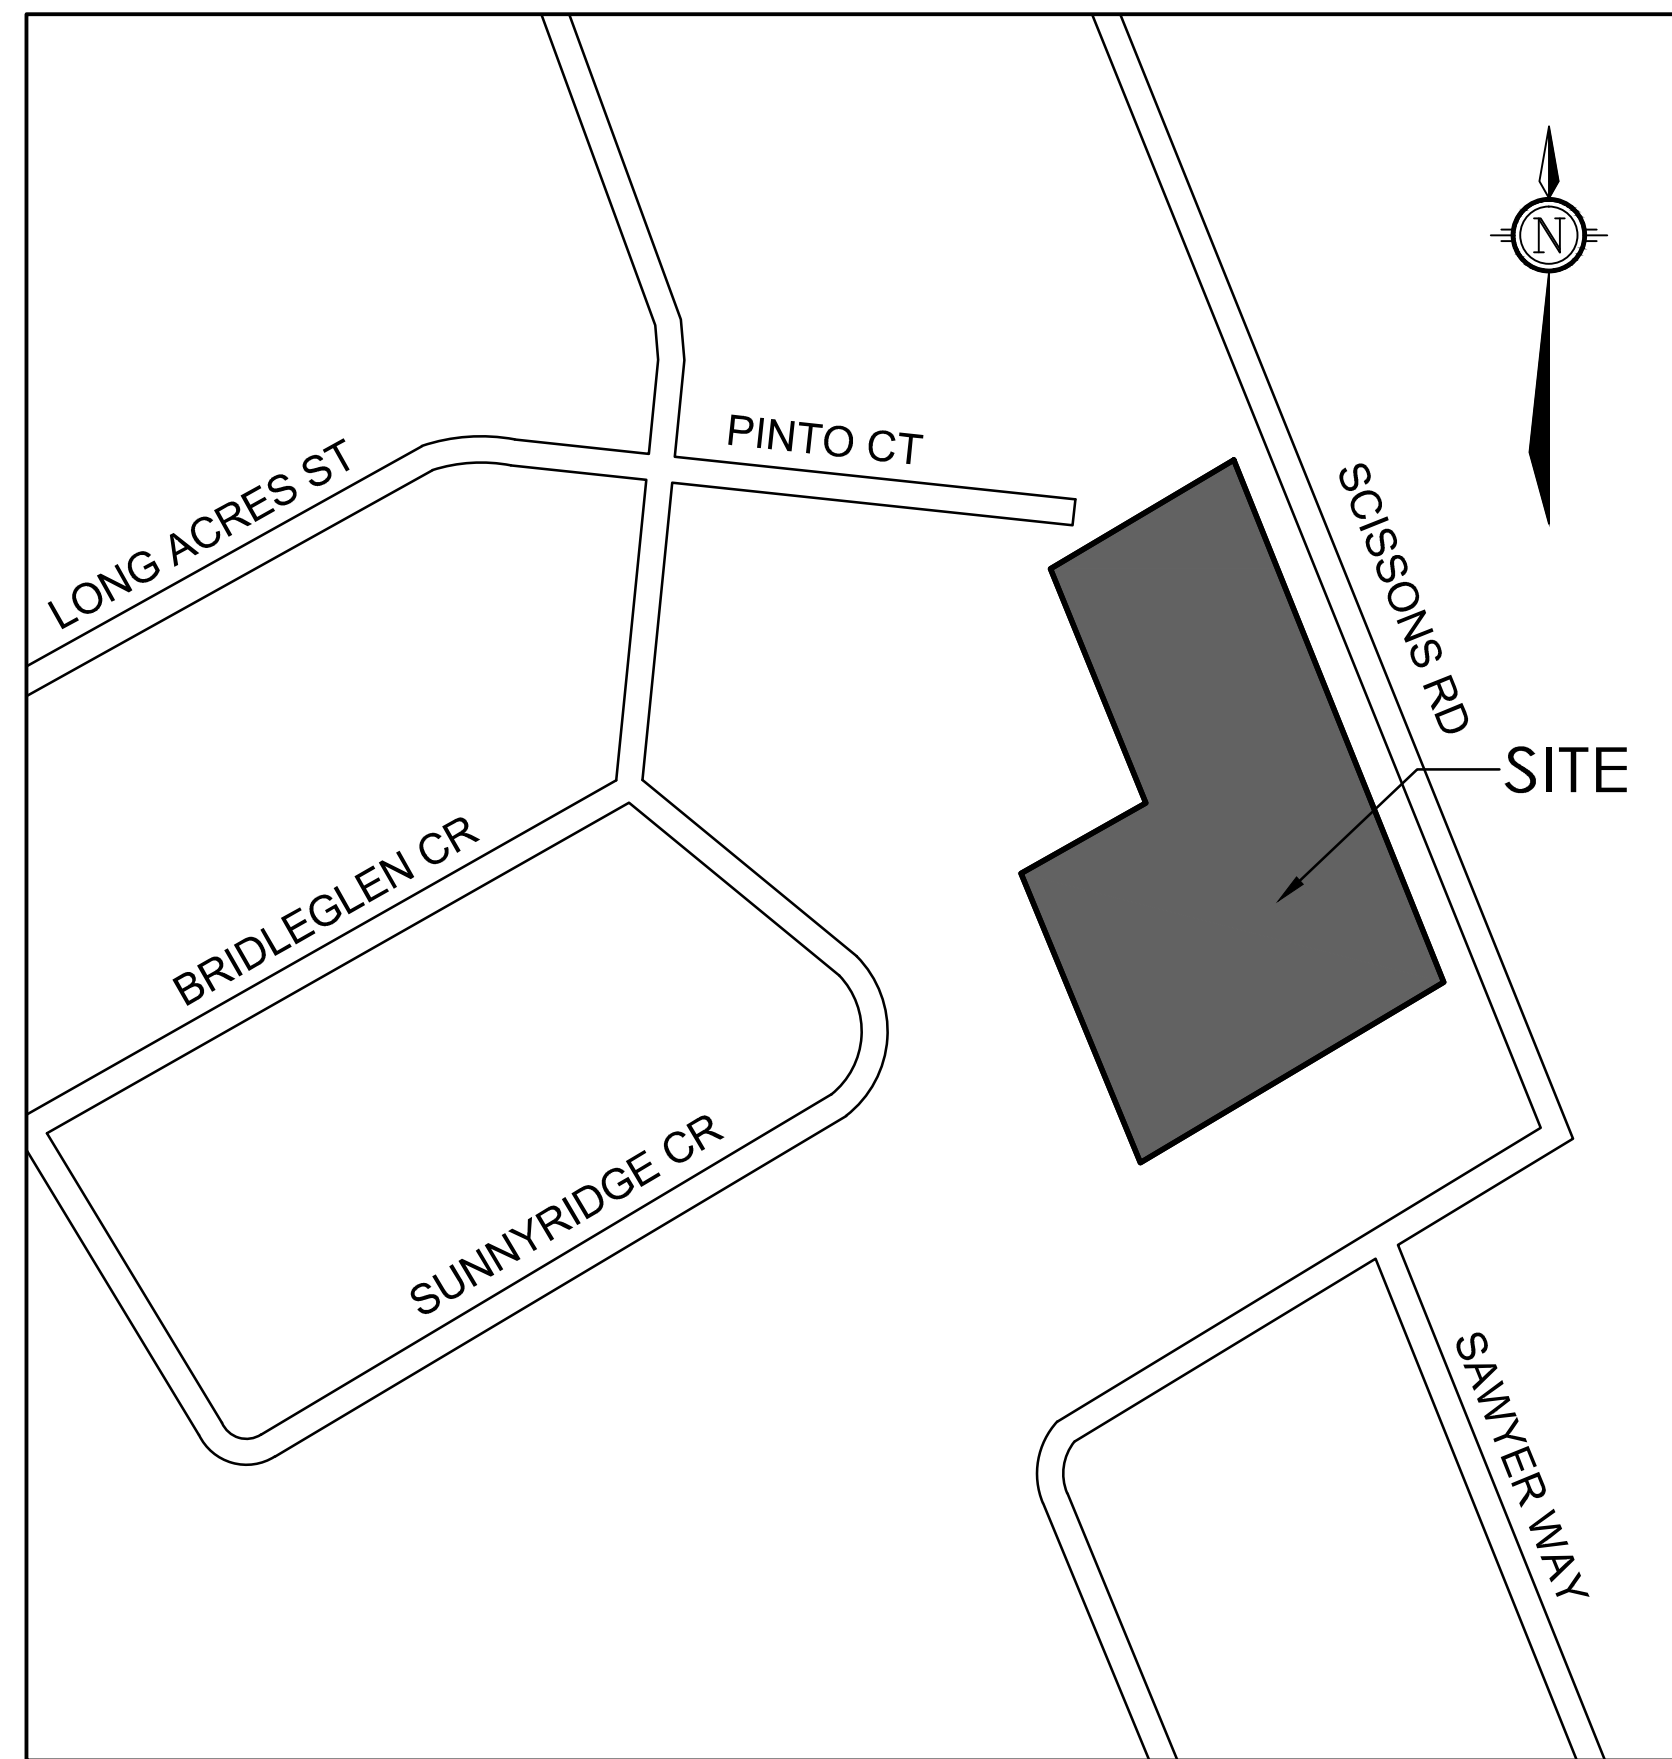 N
PINTO CT
LONG ACRES ST
SCISSONS RD
SITE
BRIDLEGLEN CR
SUNNYRIDGE CR
SAWYER WAY